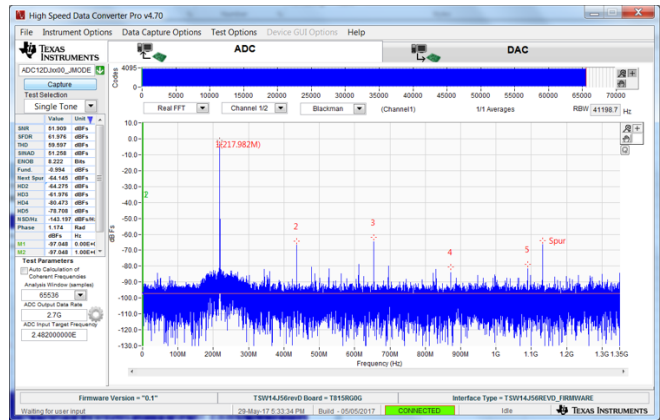 High Speed Data Converter Pro v4.70
File Instrument Options Data Capture Options Test Options Device GUI Options Help
TEXAS INSTRUMENTS
ADC
DAC
ADC12DJxx00_JMODE
Capture
Test Selection
Single Tone
Value Unit
SNR 51.909 dBFs
SFDR 61.976 dBFs
THD 59.597 dBFs
SINAD 51.258 dBFs
ENOB 8.222 Bits
Fund. -0.994 dBFs
Next Spur -64.145 dBFs
HD2 -64.275 dBFs
HD3 -61.976 dBFs
HD4 -80.473 dBFs
HD5 -78.708 dBFs
NSD/Hz -143.197 dBFs/H
Phase 1.174 Rad
dBFs Hz
M1 -97.048 0.00E+(
M2 -97.048 1.00E+(
Test Parameters
Auto Calculation of Coherent Frequencies
Analysis Window (samples)
65536
ADC Output Data Rate
2.7G
ADC Input Target Frequency
2.482000000E
Codes
4095
0
0 5000 10000 15000 20000 25000 30000 35000 40000 45000 50000 55000 60000 65000 70000
Real FFT Channel 1/2 Blackman (Channel1) 1/1 Averages RBW 41198.7 Hz
dBFs
10.0
0.0
-10.0
-20.0
-30.0
-40.0
-50.0
-60.0
-70.0
-80.0
-90.0
-100.0
-110.0
-120.0
-130.0
1(217.982M)
2
3
4
5
Spur
0 100M 200M 300M 400M 500M 600M 700M 800M 900M 1G 1.1G 1.2G 1.3G 1.35G
Frequency (Hz)
Firmware Version = "0.1" TSW14J56revD Board = T815RG0G Interface Type = TSW14J56REVD_FIRMWARE
Waiting for user input 29-May-17 5:33:34 PM Build - 05/05/2017 CONNECTED Idle TEXAS INSTRUMENTS